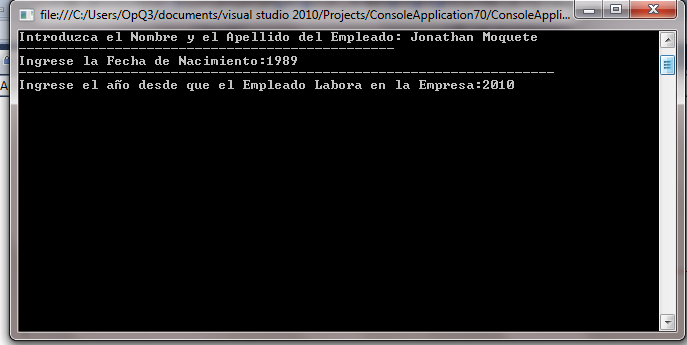 file:///C:/Users/OpQ3/documents/visual studio 2010/Projects/ConsoleApplication70/ConsoleAppli...
Introduzca el Nombre y el Apellido del Empleado: Jonathan Moquete
-----------------------------------------------
Ingrese la Fecha de Nacimiento:1989
-------------------------------------------------------------------
Ingrese el año desde que el Empleado Labora en la Empresa:2010
A